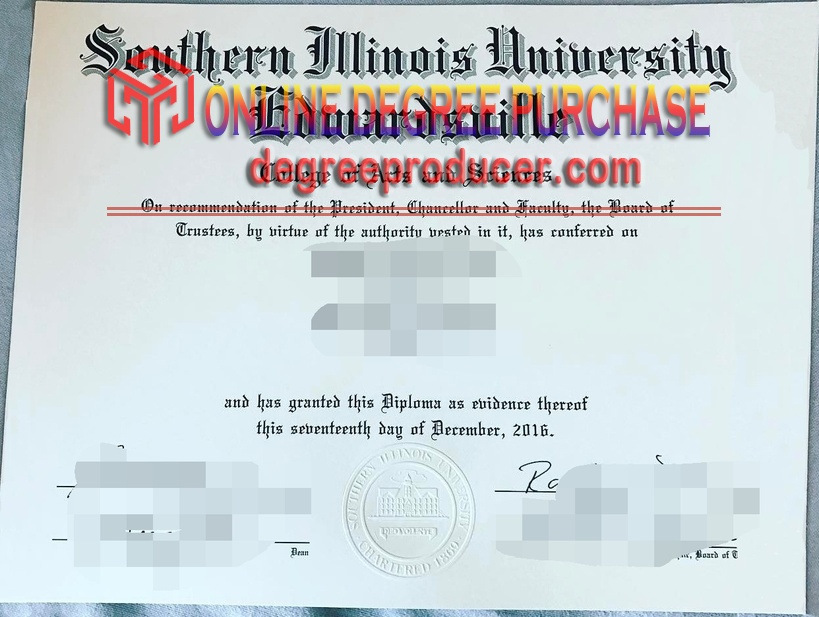 Southern Illinois University
Edwardsville
ONLINE DEGREE PURCHASE
degreeproducer.com
College of Arts and Sciences
On recommendation of the President, Chancellor and Faculty, the Board of
Trustees, by virtue of the authority vested in it, has conferred on
and has granted this Diploma as evidence thereof
this seventeenth day of December, 2016.
SOUTHERN ILLINOIS UNIVERSITY
CHARTERED 1869
Dean
Board of T